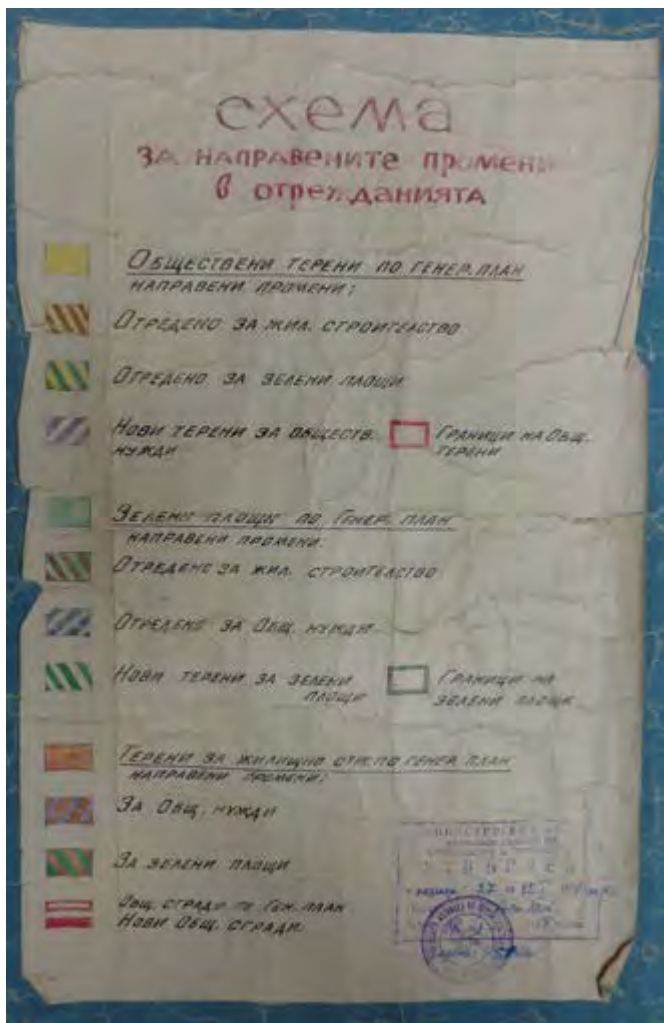 схема
за направените промени
в отрежданията
Обществени терени по генер. план
направени промени:
Отредено за жил. строителство
Отредено за зелени площи
Нови терени за обществ.
нужди
Граници на Общ.
терени
Зелени площи по Генер. план
направени промени:
Отредено за жил. строителство
Отредено за Общ. нужди
Нови терени за зелени
площи
Граници на
зелени площи
Терени за жилищно стр. по генер. план
направени промени:
За Общ. нужди
За зелени площи
Общ. сгради по Ген. план
Нови Общ. сгради